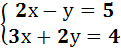 2x − y = 5
3x + 2y = 4